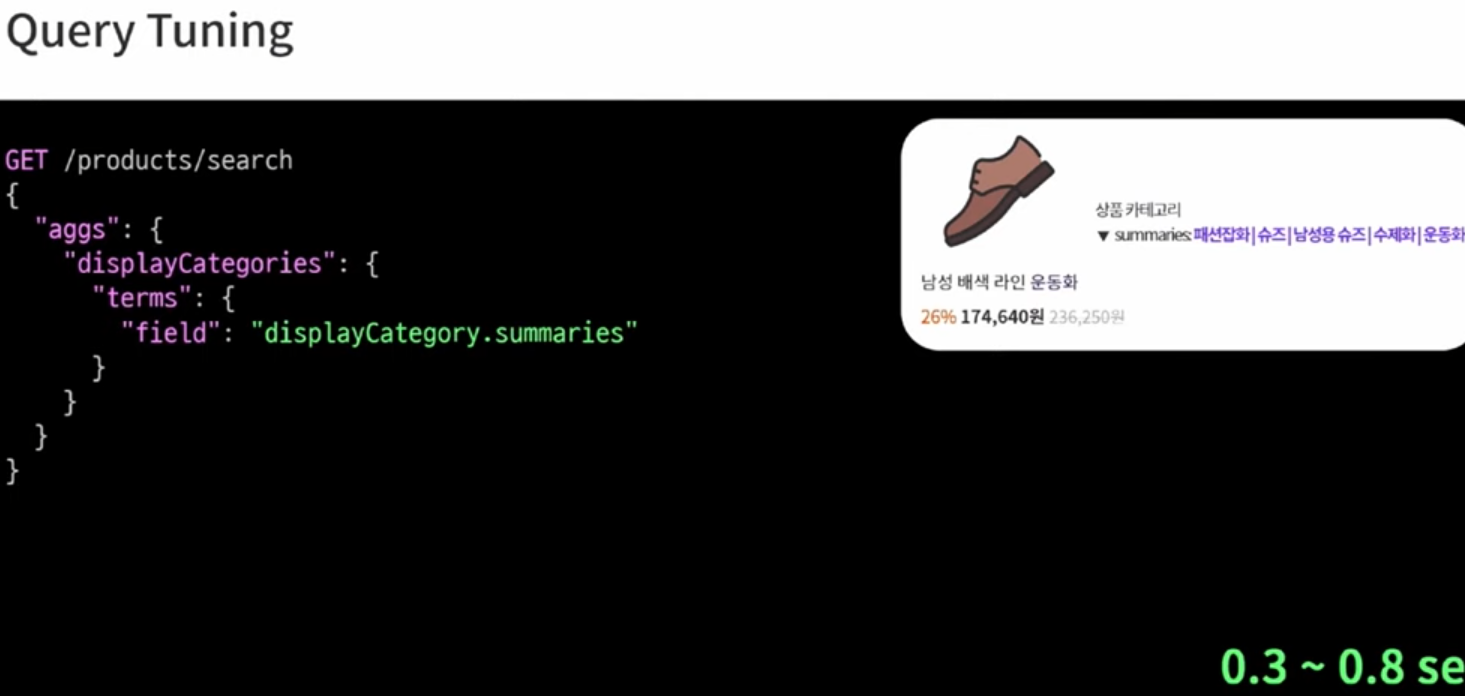 Query Tuning
GET /products/search
{
"aggs": {
"displayCategories": {
"terms": {
"field": "displayCategory.summaries"
}
}
}
}
상품 카테고리
▼ summaries: 패션잡화|슈즈|남성용 슈즈|수제화|운동화
남성 배색 라인 운동화
26% 174,640원 236,250원
0.3 ~ 0.8 se